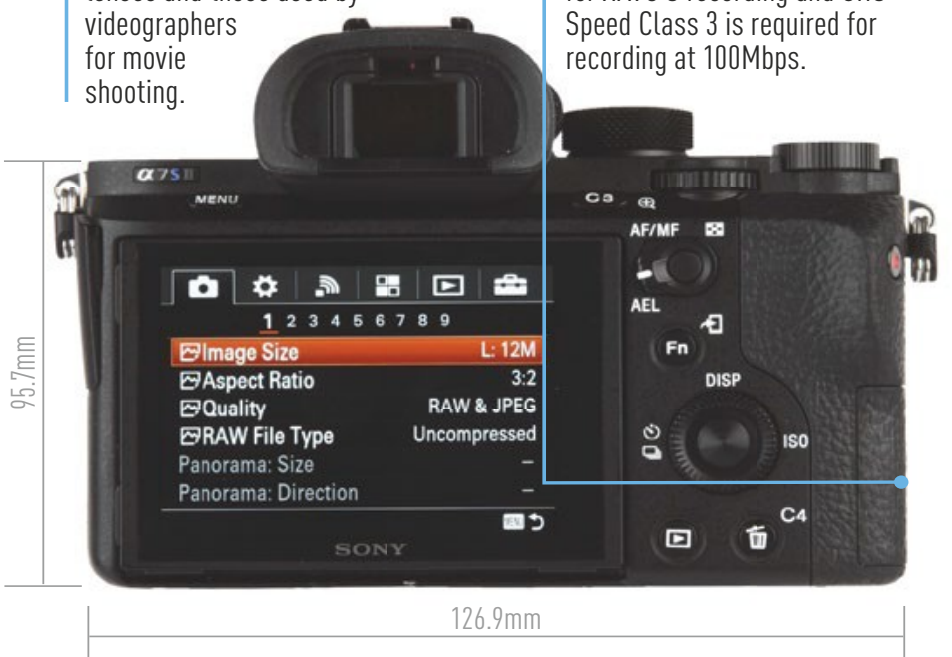 videographers
for movie
shooting.
Speed Class 3 is required for
recording at 100Mbps.
α7SII
MENU
C3
AF/MF
AEL
Fn
DISP
ISO
C4
1 2 3 4 5 6 7 8 9
Image Size L: 12M
Aspect Ratio 3:2
Quality RAW & JPEG
RAW File Type Uncompressed
Panorama: Size –
Panorama: Direction –
MENU
SONY
95.7mm
126.9mm